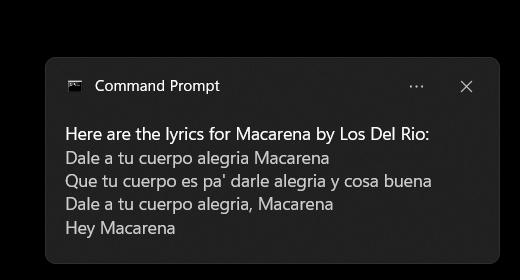 Command Prompt
Here are the lyrics for Macarena by Los Del Rio:
Dale a tu cuerpo alegria Macarena
Que tu cuerpo es pa' darle alegria y cosa buena
Dale a tu cuerpo alegria, Macarena
Hey Macarena